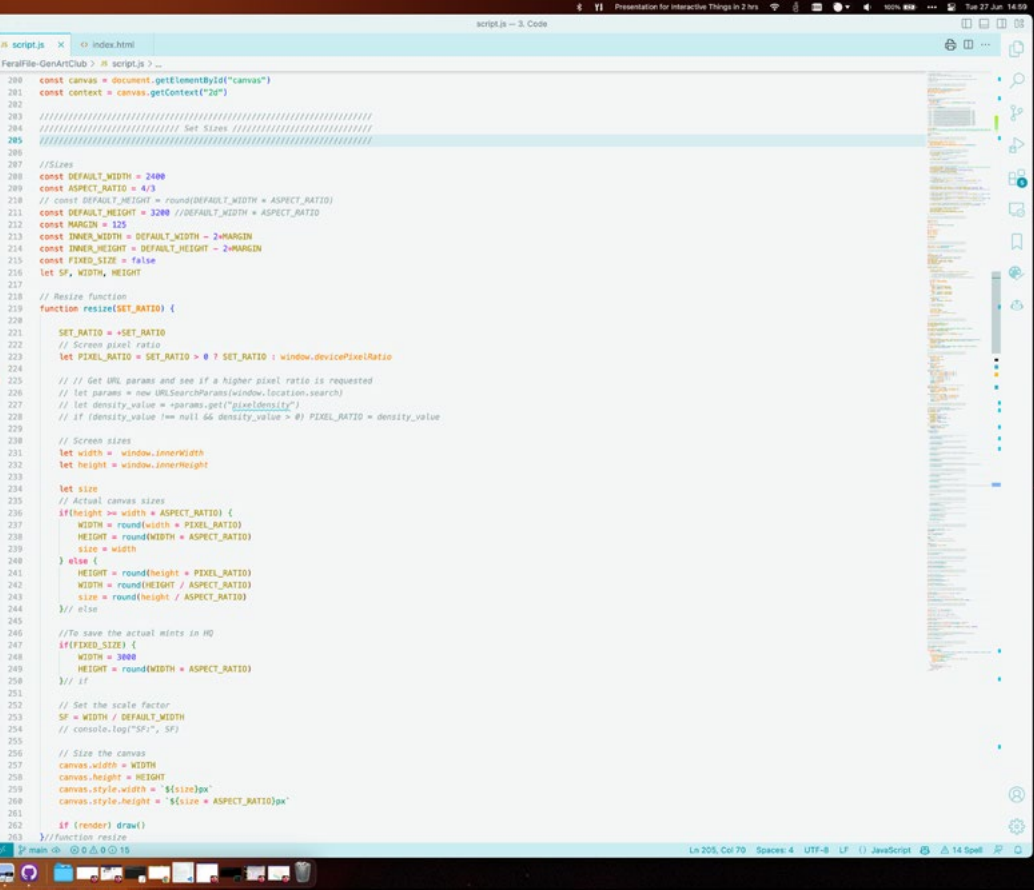 Presentation for Interactive Things in 2 hrs 100% Tue 27 Jun 14:59
script.js — 3. Code
JS script.js × <> index.html
FeralFile-GenArtClub > JS script.js > ...
200 const canvas = document.getElementById("canvas")
201 const context = canvas.getContext("2d")
202
203 //////////////////////////////////////////////////////////////////////
204 ///////////////////////////// Set Sizes /////////////////////////////
205 //////////////////////////////////////////////////////////////////////
206
207 //Sizes
208 const DEFAULT_WIDTH = 2400
209 const ASPECT_RATIO = 4/3
210 // const DEFAULT_HEIGHT = round(DEFAULT_WIDTH * ASPECT_RATIO)
211 const DEFAULT_HEIGHT = 3200 //DEFAULT_WIDTH * ASPECT_RATIO
212 const MARGIN = 125
213 const INNER_WIDTH = DEFAULT_WIDTH - 2*MARGIN
214 const INNER_HEIGHT = DEFAULT_HEIGHT - 2*MARGIN
215 const FIXED_SIZE = false
216 let SF, WIDTH, HEIGHT
217
218 // Resize function
219 function resize(SET_RATIO) {
220
221 SET_RATIO = +SET_RATIO
222 // Screen pixel ratio
223 let PIXEL_RATIO = SET_RATIO > 0 ? SET_RATIO : window.devicePixelRatio
224
225 // // Get URL params and see if a higher pixel ratio is requested
226 // let params = new URLSearchParams(window.location.search)
227 // let density_value = +params.get("pixeldensity")
228 // if (density_value !== null && density_value > 0) PIXEL_RATIO = density_value
229
230 // Screen sizes
231 let width = window.innerWidth
232 let height = window.innerHeight
233
234 let size
235 // Actual canvas sizes
236 if(height >= width * ASPECT_RATIO) {
237 WIDTH = round(width * PIXEL_RATIO)
238 HEIGHT = round(WIDTH * ASPECT_RATIO)
239 size = width
240 } else {
241 HEIGHT = round(height * PIXEL_RATIO)
242 WIDTH = round(HEIGHT / ASPECT_RATIO)
243 size = round(height / ASPECT_RATIO)
244 }// else
245
246 //To save the actual mints in HQ
247 if(FIXED_SIZE) {
248 WIDTH = 3000
249 HEIGHT = round(WIDTH * ASPECT_RATIO)
250 }// if
251
252 // Set the scale factor
253 SF = WIDTH / DEFAULT_WIDTH
254 // console.log("SF:", SF)
255
256 // Size the canvas
257 canvas.width = WIDTH
258 canvas.height = HEIGHT
259 canvas.style.width = `${size}px`
260 canvas.style.height = `${size * ASPECT_RATIO}px`
261
262 if (render) draw()
263 }//function resize
main 0 0 15 Ln 205, Col 70 Spaces: 4 UTF-8 LF {} JavaScript 14 Spell